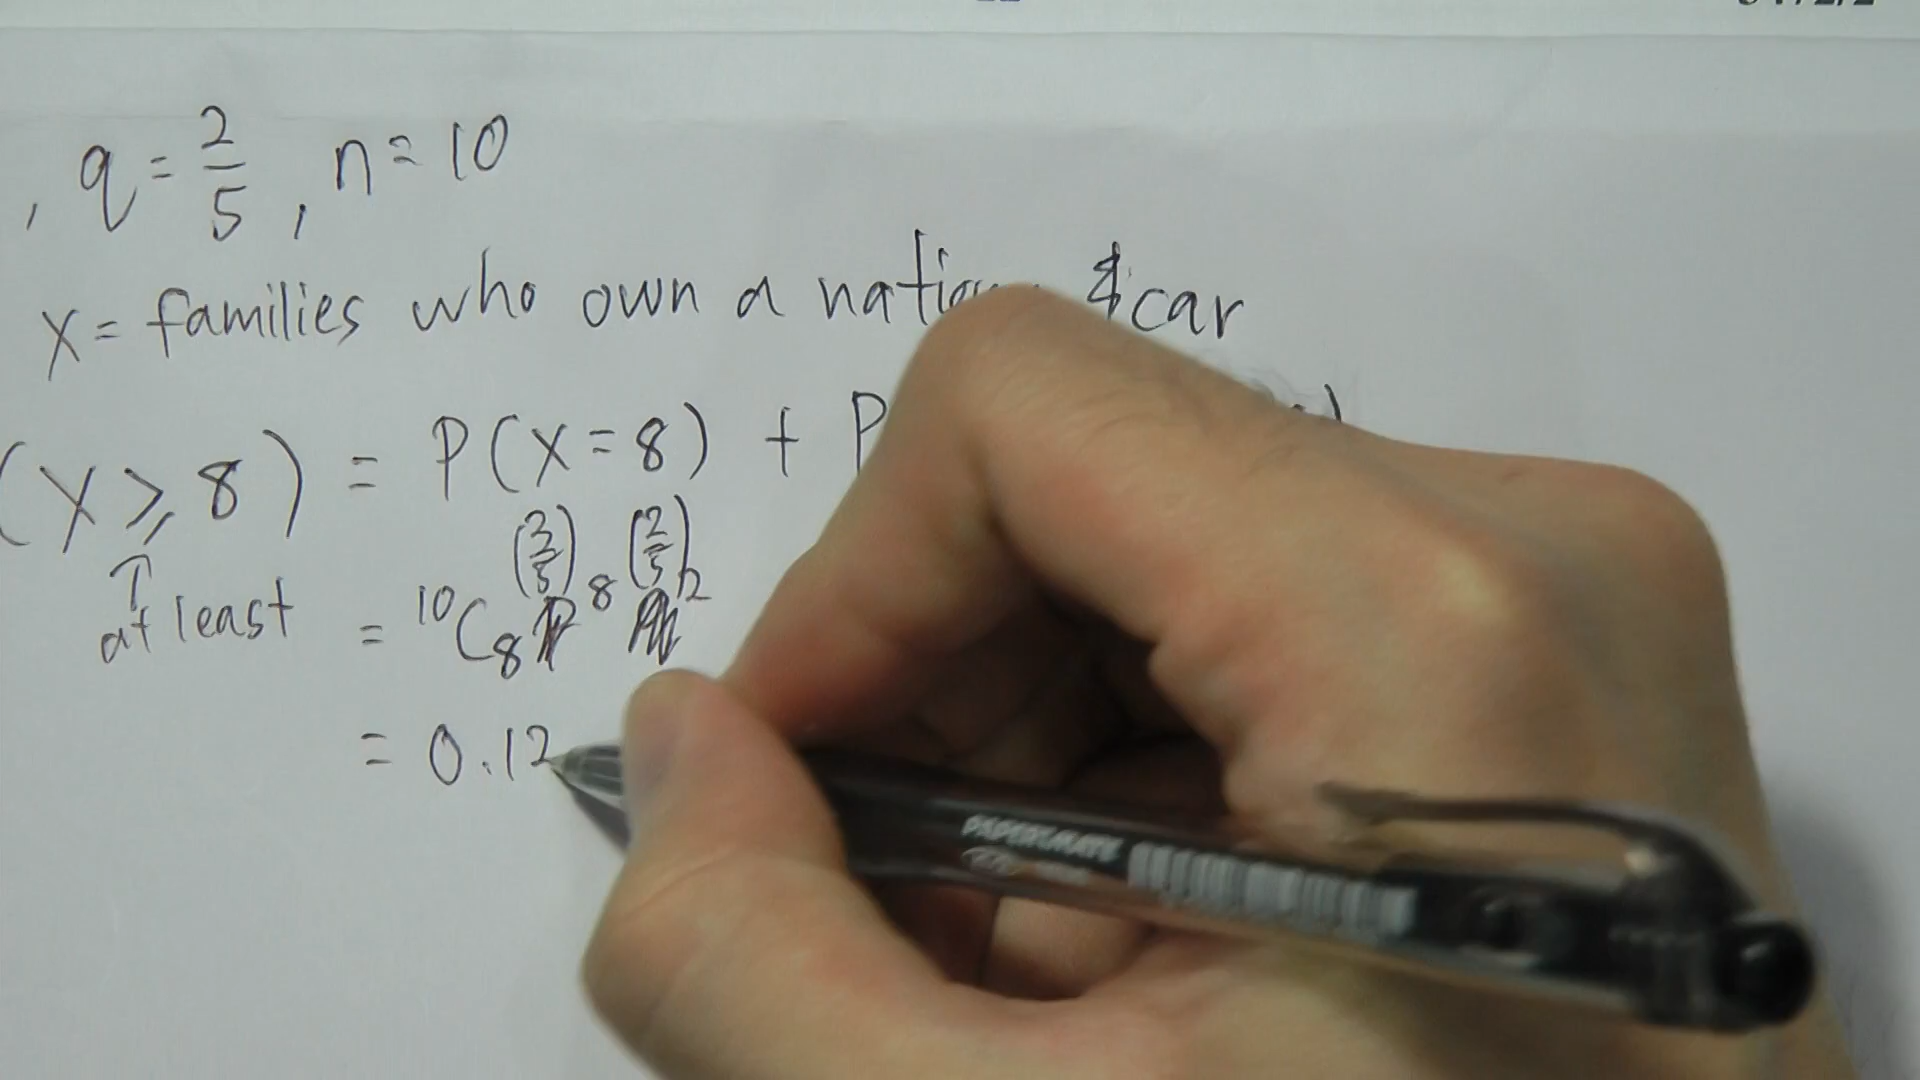 , q = 2/5 , n = 10
X = families who own a car
(X ≥ 8) = P(X = 8) + P
↑
at least = ¹⁰C₈ (3/5)⁸ (2/5)²
= 0.12
PAPERMATE